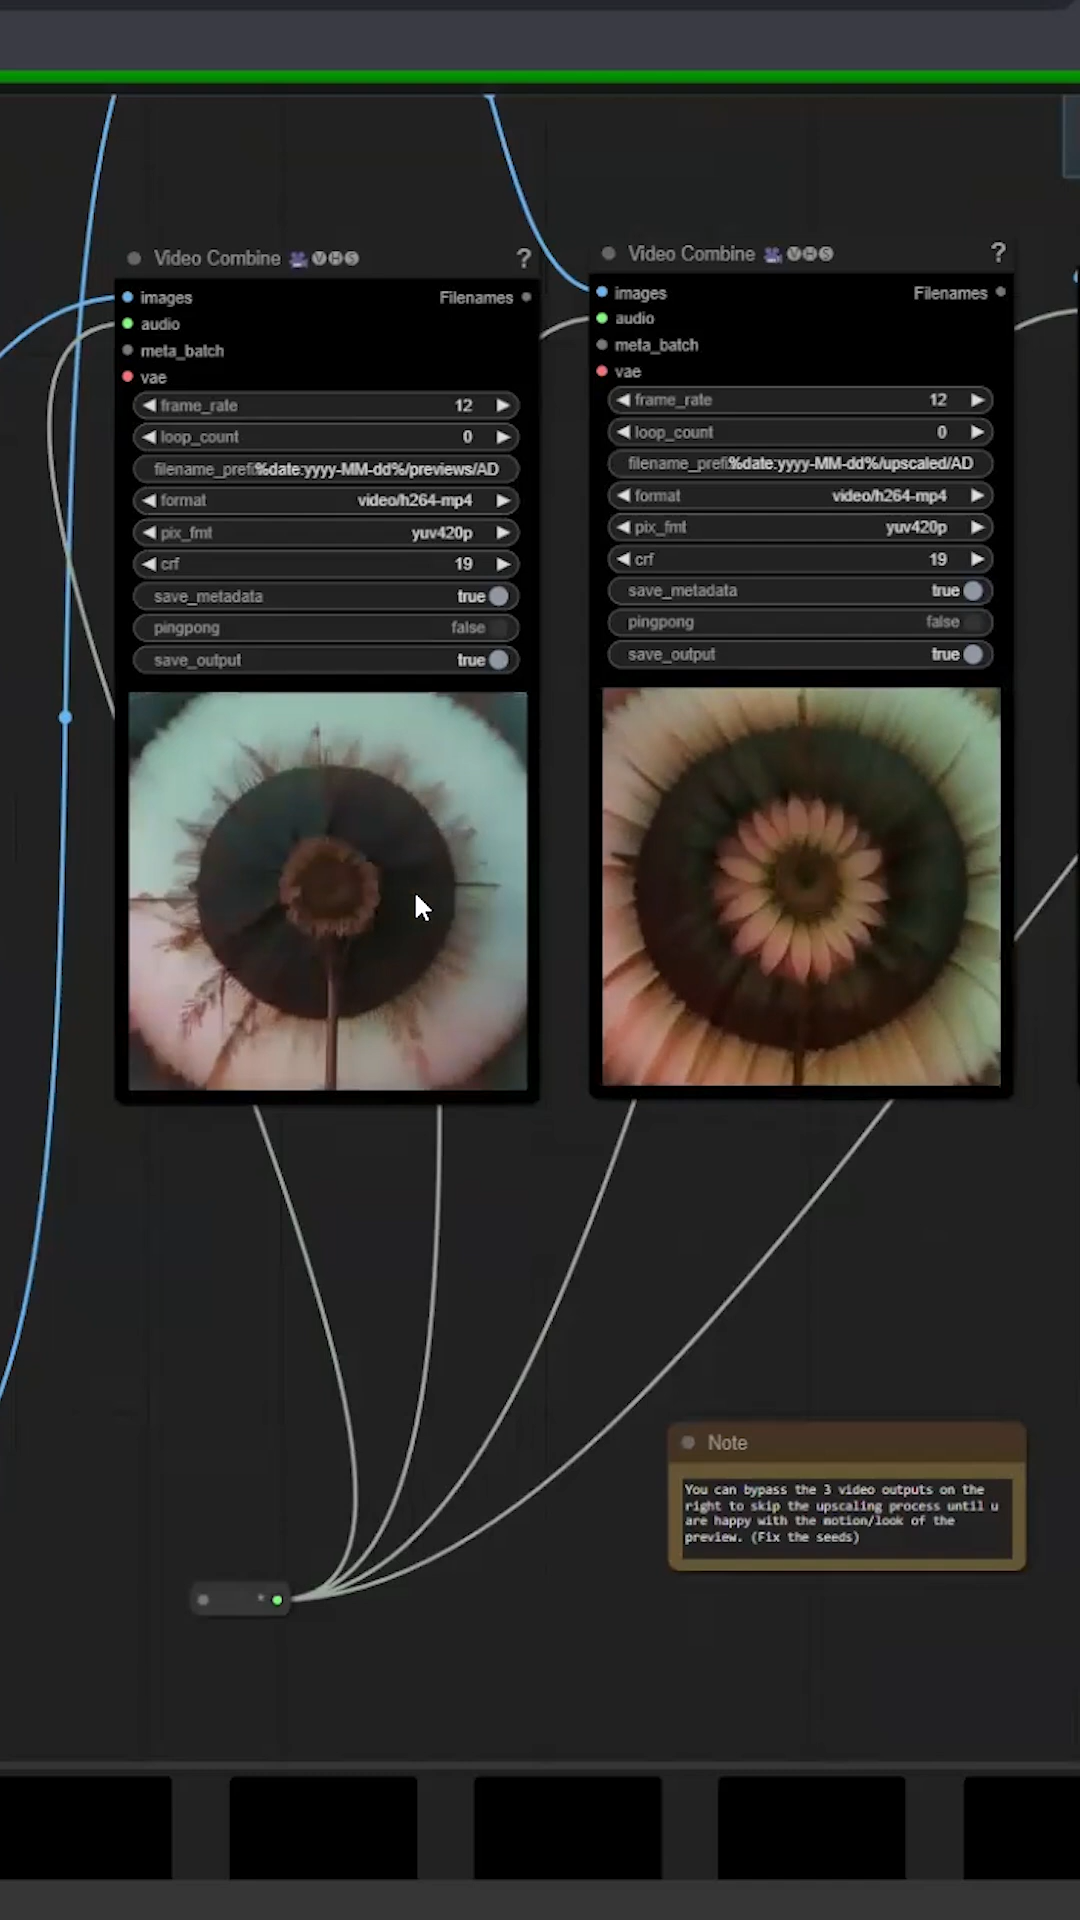 Video Combine VHS ?
images Filenames
audio
meta_batch
vae
frame_rate 12
loop_count 0
filename_prefi%date:yyyy-MM-dd%/previews/AD
format video/h264-mp4
pix_fmt yuv420p
crf 19
save_metadata true
pingpong false
save_output true
Video Combine VHS ?
images Filenames
audio
meta_batch
vae
frame_rate 12
loop_count 0
filename_prefi%date:yyyy-MM-dd%/upscaled/AD
format video/h264-mp4
pix_fmt yuv420p
crf 19
save_metadata true
pingpong false
save_output true
Note
You can bypass the 3 video outputs on the
right to skip the upscaling process until u
are happy with the motion/look of the
preview. (Fix the seeds)
*